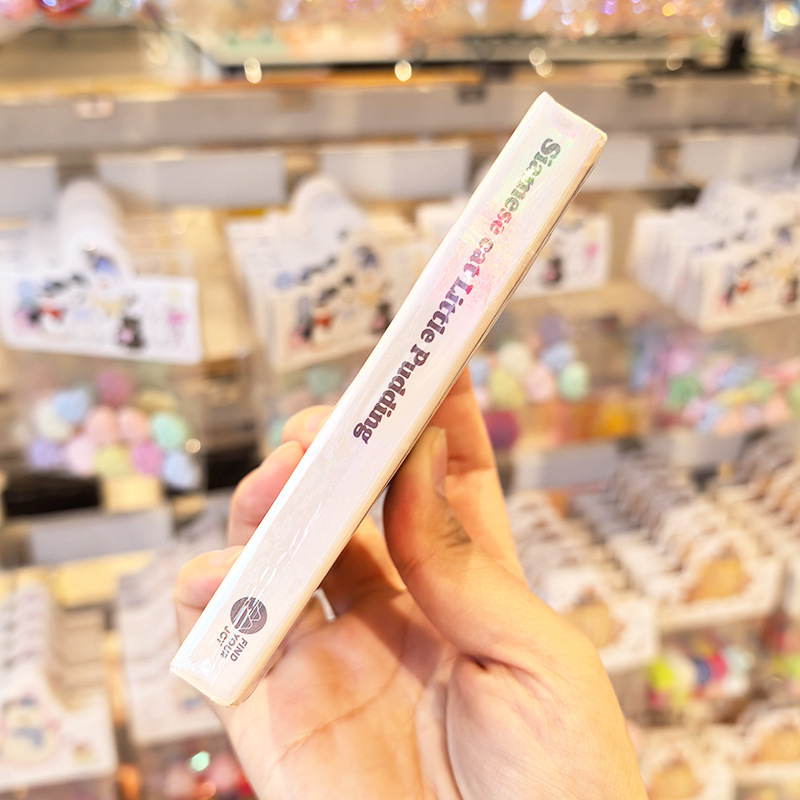 Siamese cat Little Pudding
FIND
YOUR
JOY